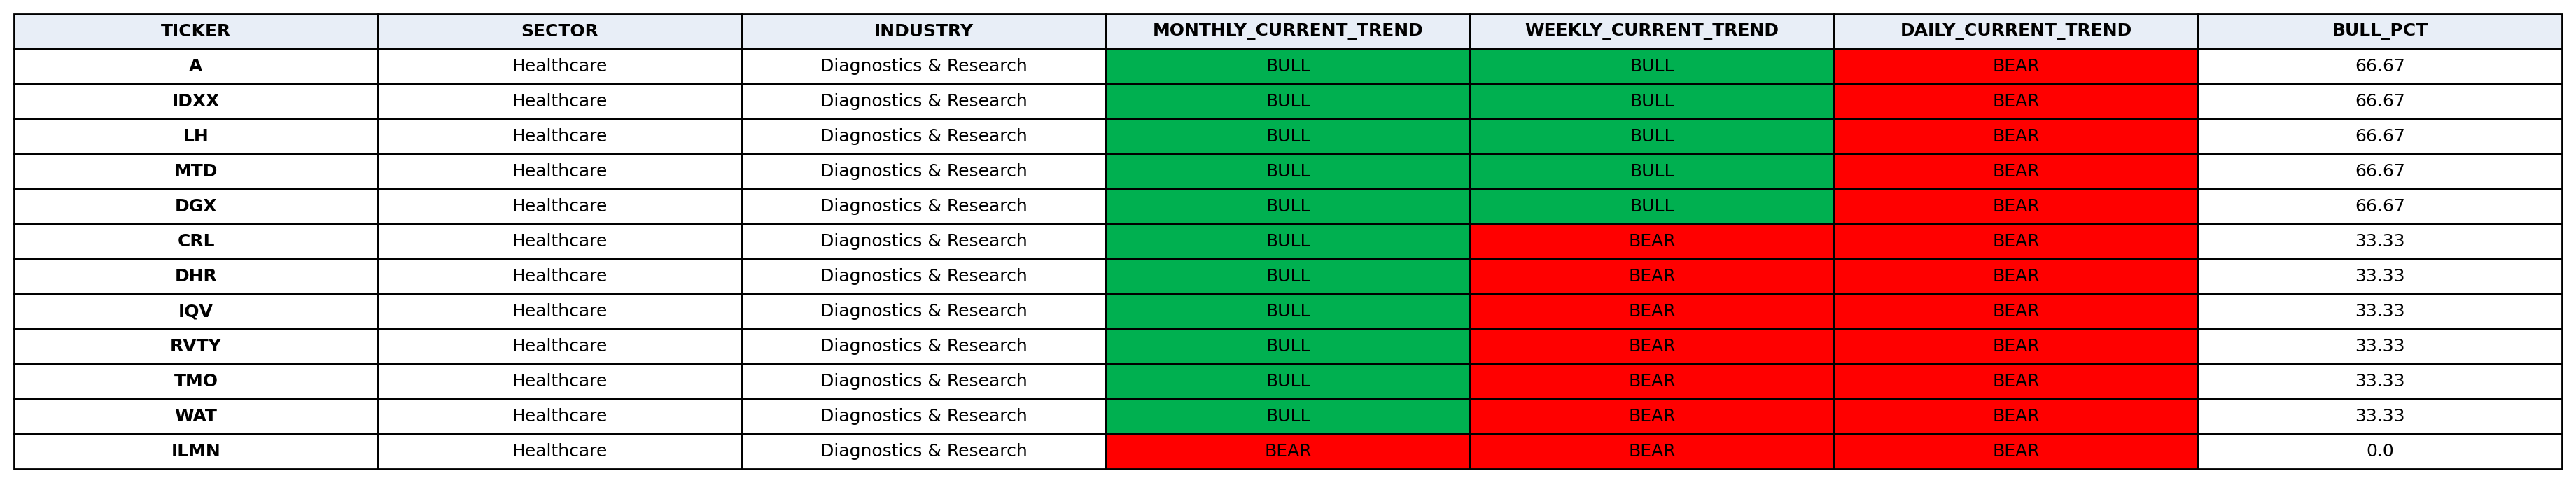 TICKER SECTOR INDUSTRY MONTHLY_CURRENT_TREND WEEKLY_CURRENT_TREND DAILY_CURRENT_TREND BULL_PCT
A Healthcare Diagnostics & Research BULL BULL BEAR 66.67
IDXX Healthcare Diagnostics & Research BULL BULL BEAR 66.67
LH Healthcare Diagnostics & Research BULL BULL BEAR 66.67
MTD Healthcare Diagnostics & Research BULL BULL BEAR 66.67
DGX Healthcare Diagnostics & Research BULL BULL BEAR 66.67
CRL Healthcare Diagnostics & Research BULL BEAR BEAR 33.33
DHR Healthcare Diagnostics & Research BULL BEAR BEAR 33.33
IQV Healthcare Diagnostics & Research BULL BEAR BEAR 33.33
RVTY Healthcare Diagnostics & Research BULL BEAR BEAR 33.33
TMO Healthcare Diagnostics & Research BULL BEAR BEAR 33.33
WAT Healthcare Diagnostics & Research BULL BEAR BEAR 33.33
ILMN Healthcare Diagnostics & Research BEAR BEAR BEAR 0.0